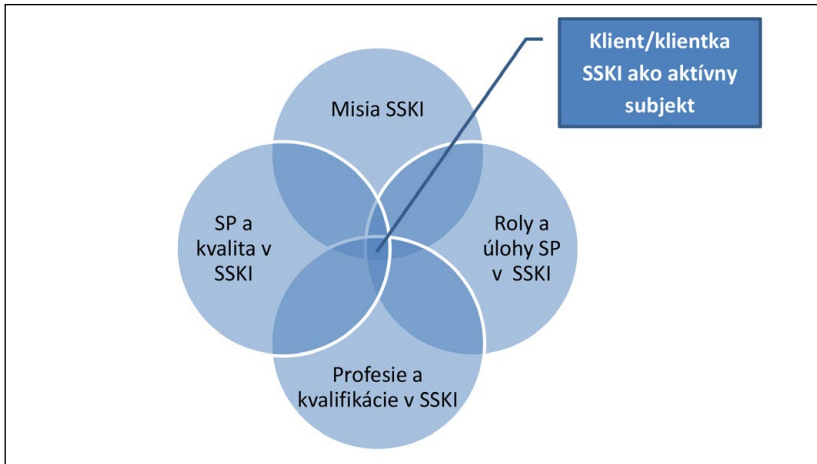 Klient/klientka
SSKI ako aktívny
subjekt
Misia SSKI
SP a
kvalita v
SSKI
Roly a
úlohy SP
v SSKI
Profesie a
kvalifikácie v SSKI